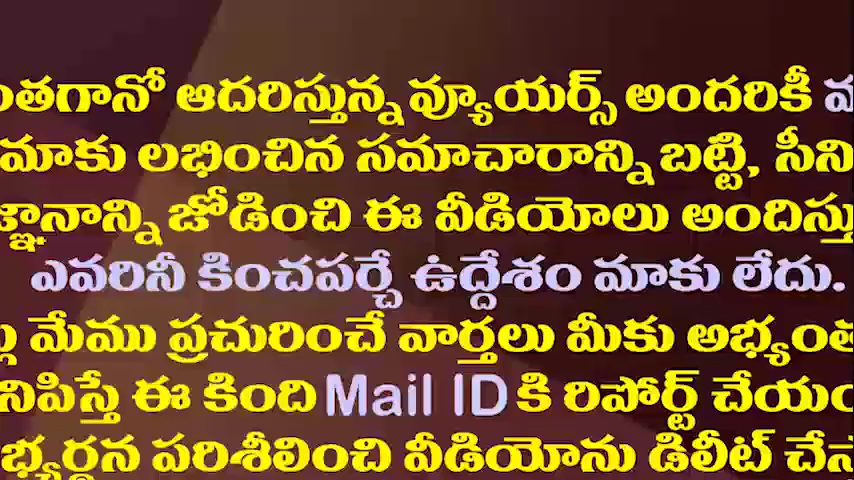 ంతగానో ఆదరిస్తున్న వ్యూయర్స్ అందరికీ
మాకు లభించిన సమాచారాన్ని బట్టి, సీని
జ్ఞానాన్ని జోడించి ఈ వీడియోలు అందిస్తు
ఎవరినీ కించపర్చే ఉద్దేశం మాకు లేదు.
మేము ప్రచురించే వార్తలు మీకు అభ్యంత
నిపిస్తే ఈ కింది Mail ID కి రిపోర్ట్ చేయం
భ్యర్థన పరిశీలించి వీడియోను డిలీట్ చేస